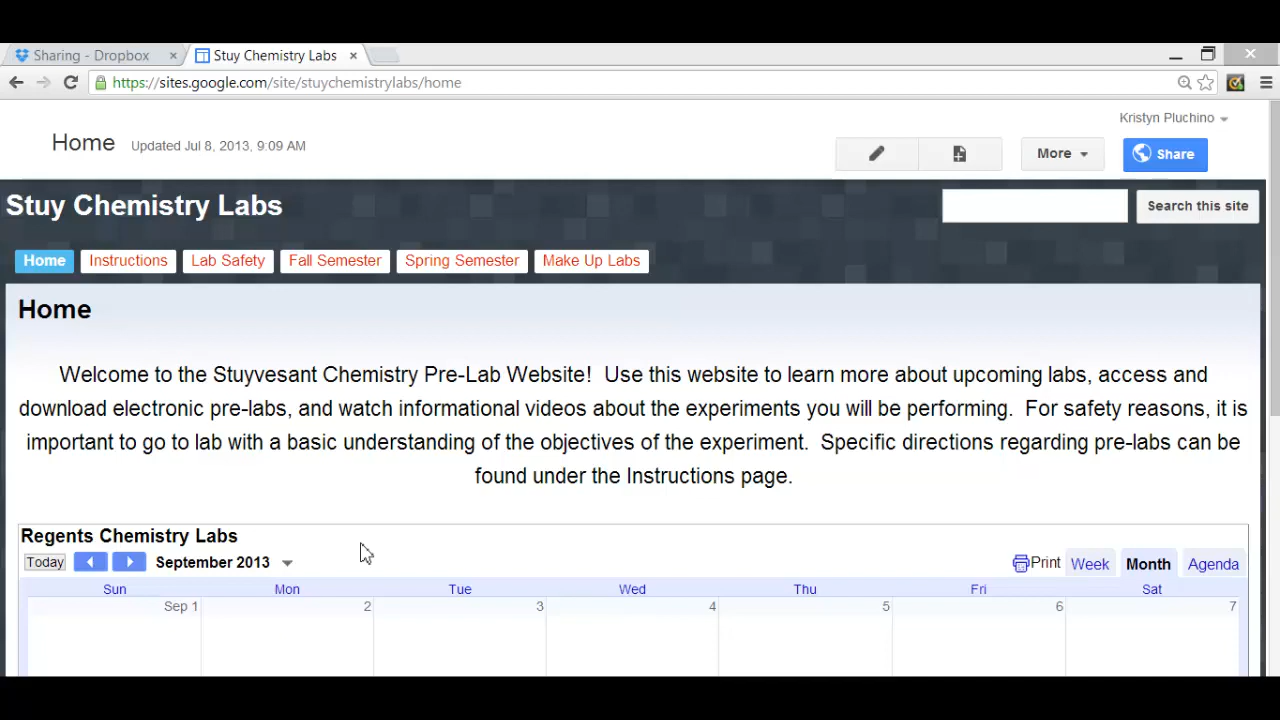 Sharing - Dropbox
Stuy Chemistry Labs
https://sites.google.com/site/stuychemistrylabs/home
Kristyn Pluchino
Home Updated Jul 8, 2013, 9:09 AM
More
Share
Stuy Chemistry Labs
Search this site
Home Instructions Lab Safety Fall Semester Spring Semester Make Up Labs
Home
Welcome to the Stuyvesant Chemistry Pre-Lab Website! Use this website to learn more about upcoming labs, access and
download electronic pre-labs, and watch informational videos about the experiments you will be performing. For safety reasons, it is
important to go to lab with a basic understanding of the objectives of the experiment. Specific directions regarding pre-labs can be
found under the Instructions page.
Regents Chemistry Labs
Today September 2013 Print Week Month Agenda
Sun Mon Tue Wed Thu Fri Sat
Sep 1 2 3 4 5 6 7